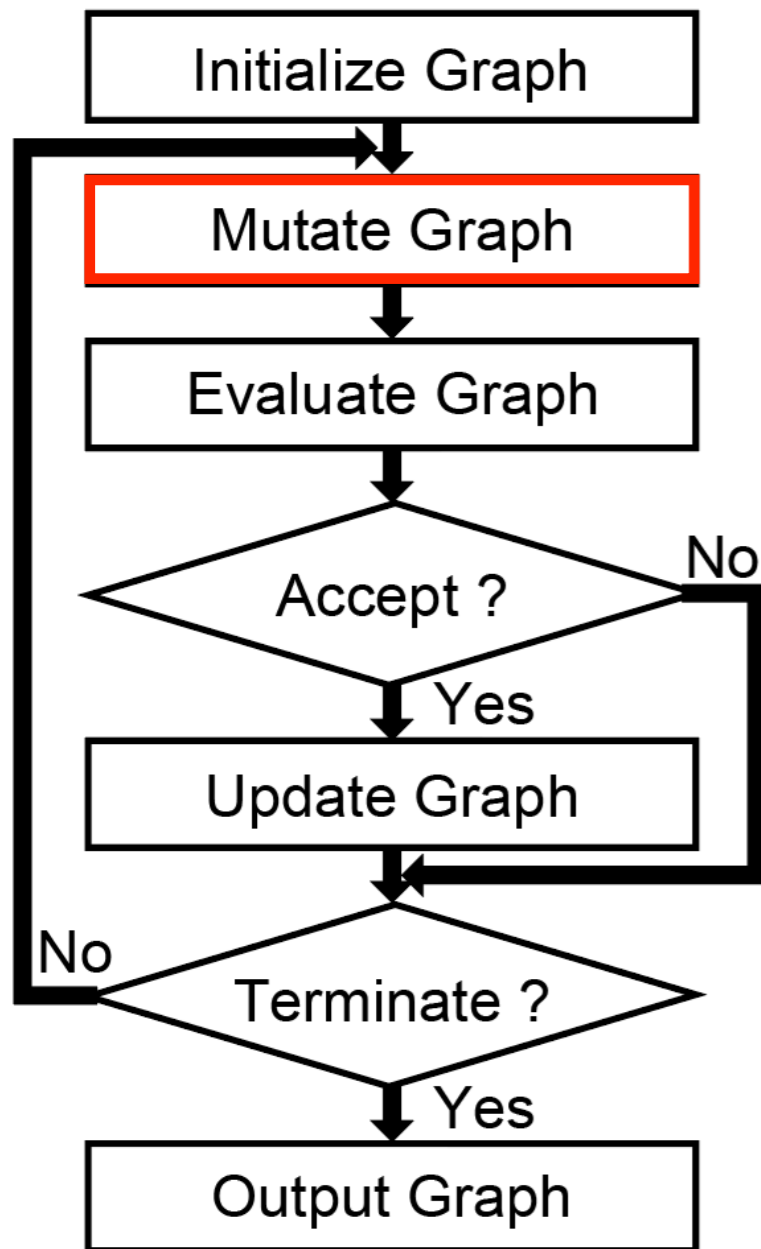 Initialize Graph
Mutate Graph
Evaluate Graph
No
Accept ?
Yes
Update Graph
No
Terminate ?
Yes
Output Graph